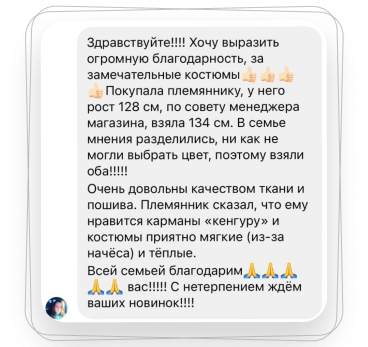 Здравствуйте!!!! Хочу выразить
огромную благодарность, за
замечательные костюмы👍🏻👍🏻👍🏻
👍🏻Покупала племяннику, у него
рост 128 см, по совету менеджера
магазина, взяла 134 см. В семье
мнения разделились, ни как не
могли выбрать цвет, поэтому взяли
оба!!!!!
Очень довольны качеством ткани и
пошива. Племянник сказал, что ему
нравится карманы «кенгуру» и
костюмы приятно мягкие (из-за
начёса) и тёплые.
Всей семьей благодарим🙏🙏🙏
🙏🙏 вас!!!!! С нетерпением ждём
ваших новинок!!!!